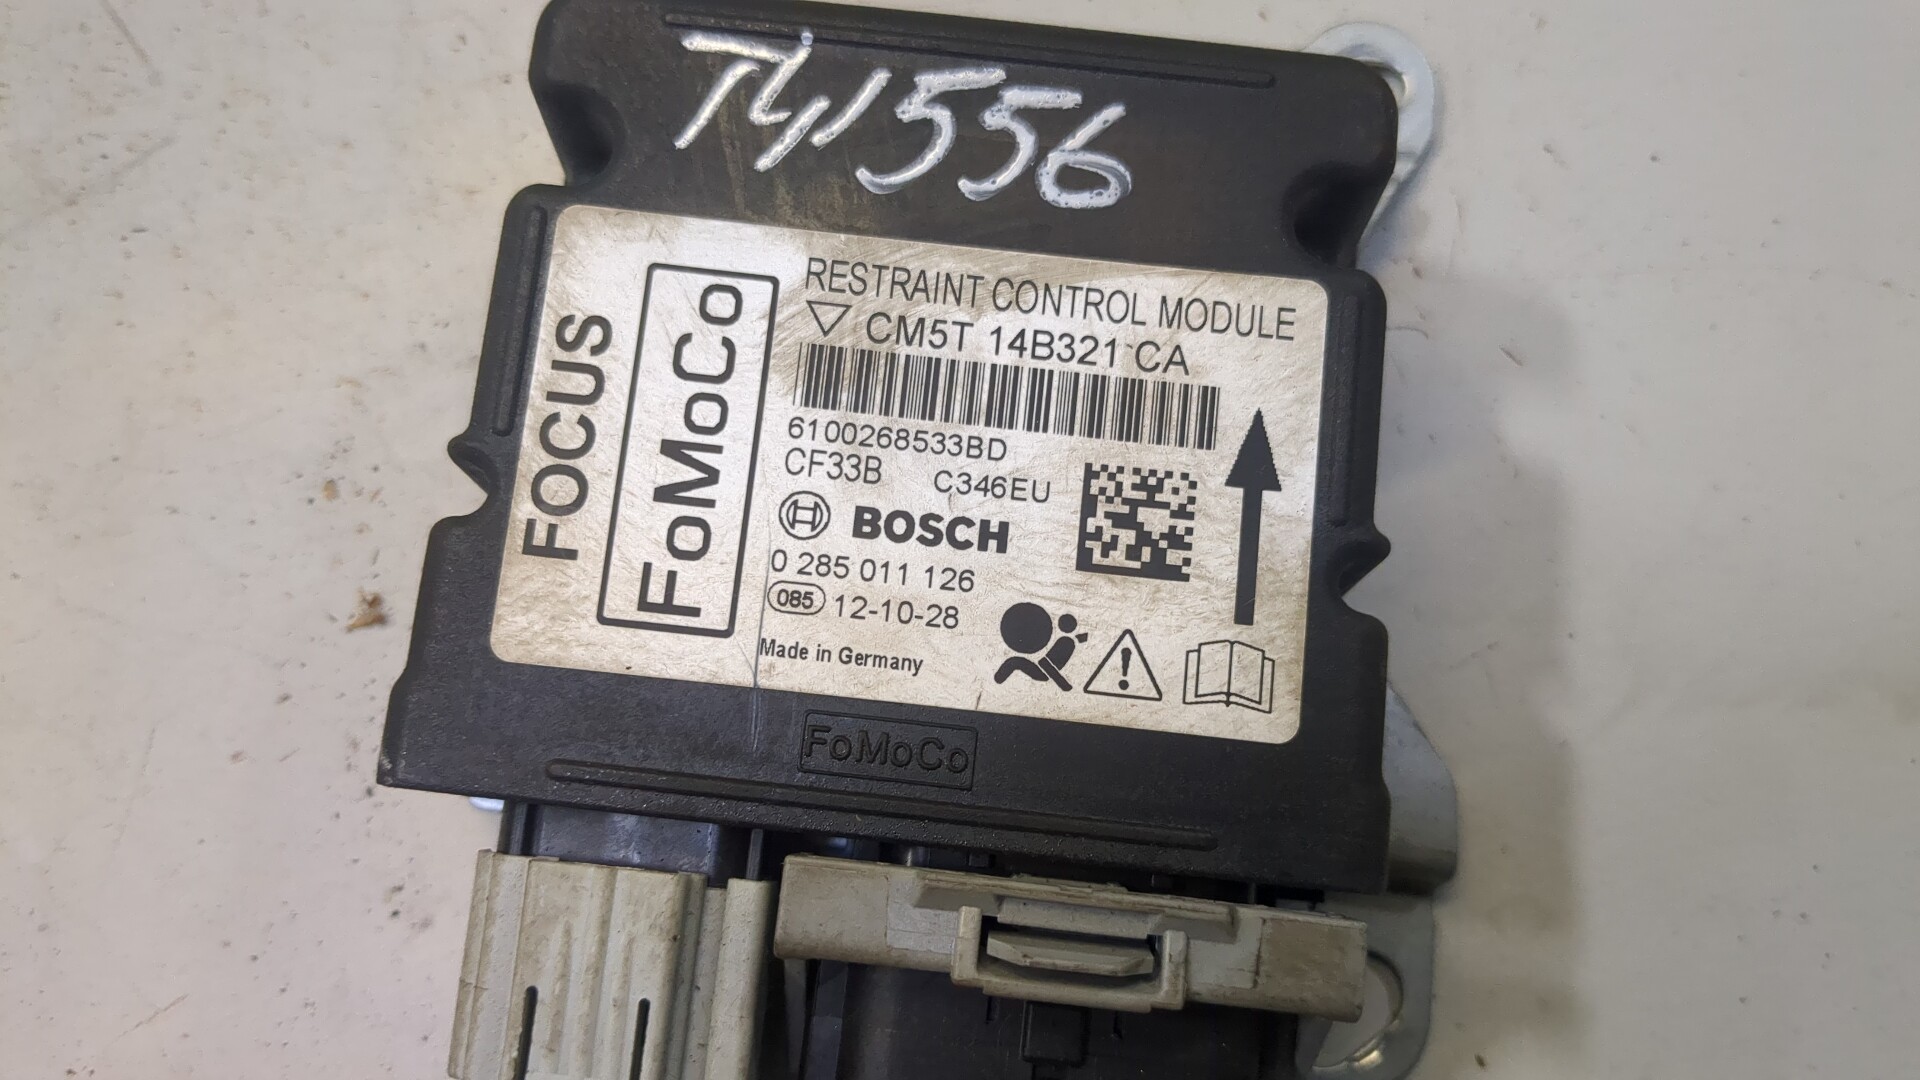 T41556
FOCUS
FoMoCo
RESTRAINT CONTROL MODULE
CM5T 14B321 CA
6100268533BD
CF33B C346EU
BOSCH
0 285 011 126
085 12-10-28
Made in Germany
FoMoCo